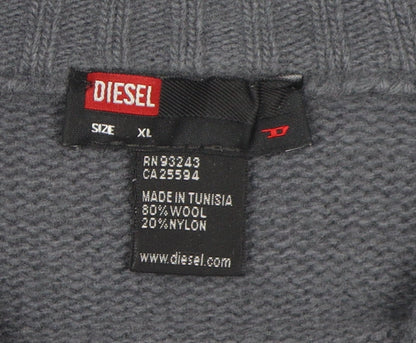 DIESEL
SIZE XL
D
RN 93243
CA 25594
MADE IN TUNISIA
80% WOOL
20% NYLON
www.diesel.com